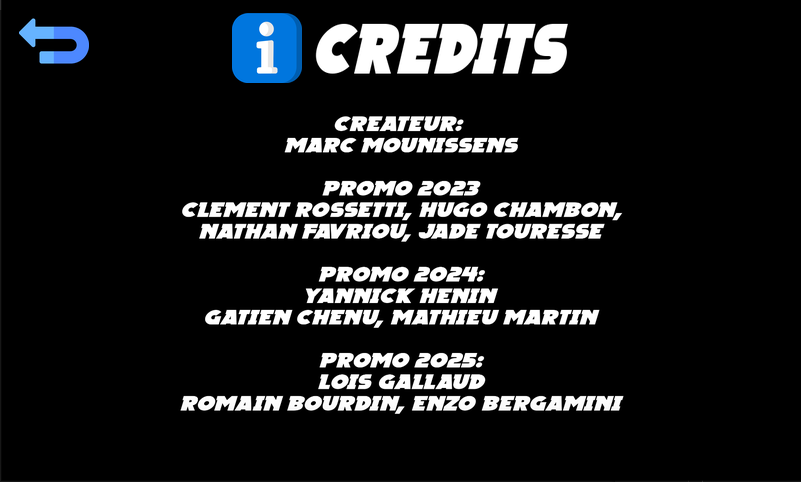 CREDITS
CREATEUR:
MARC MOUNISSENS
PROMO 2023
CLEMENT ROSSETTI, HUGO CHAMBON,
NATHAN FAVRIOU, JADE TOURESSE
PROMO 2024:
YANNICK HENIN
GATIEN CHENU, MATHIEU MARTIN
PROMO 2025:
LOIS GALLAUD
ROMAIN BOURDIN, ENZO BERGAMINI